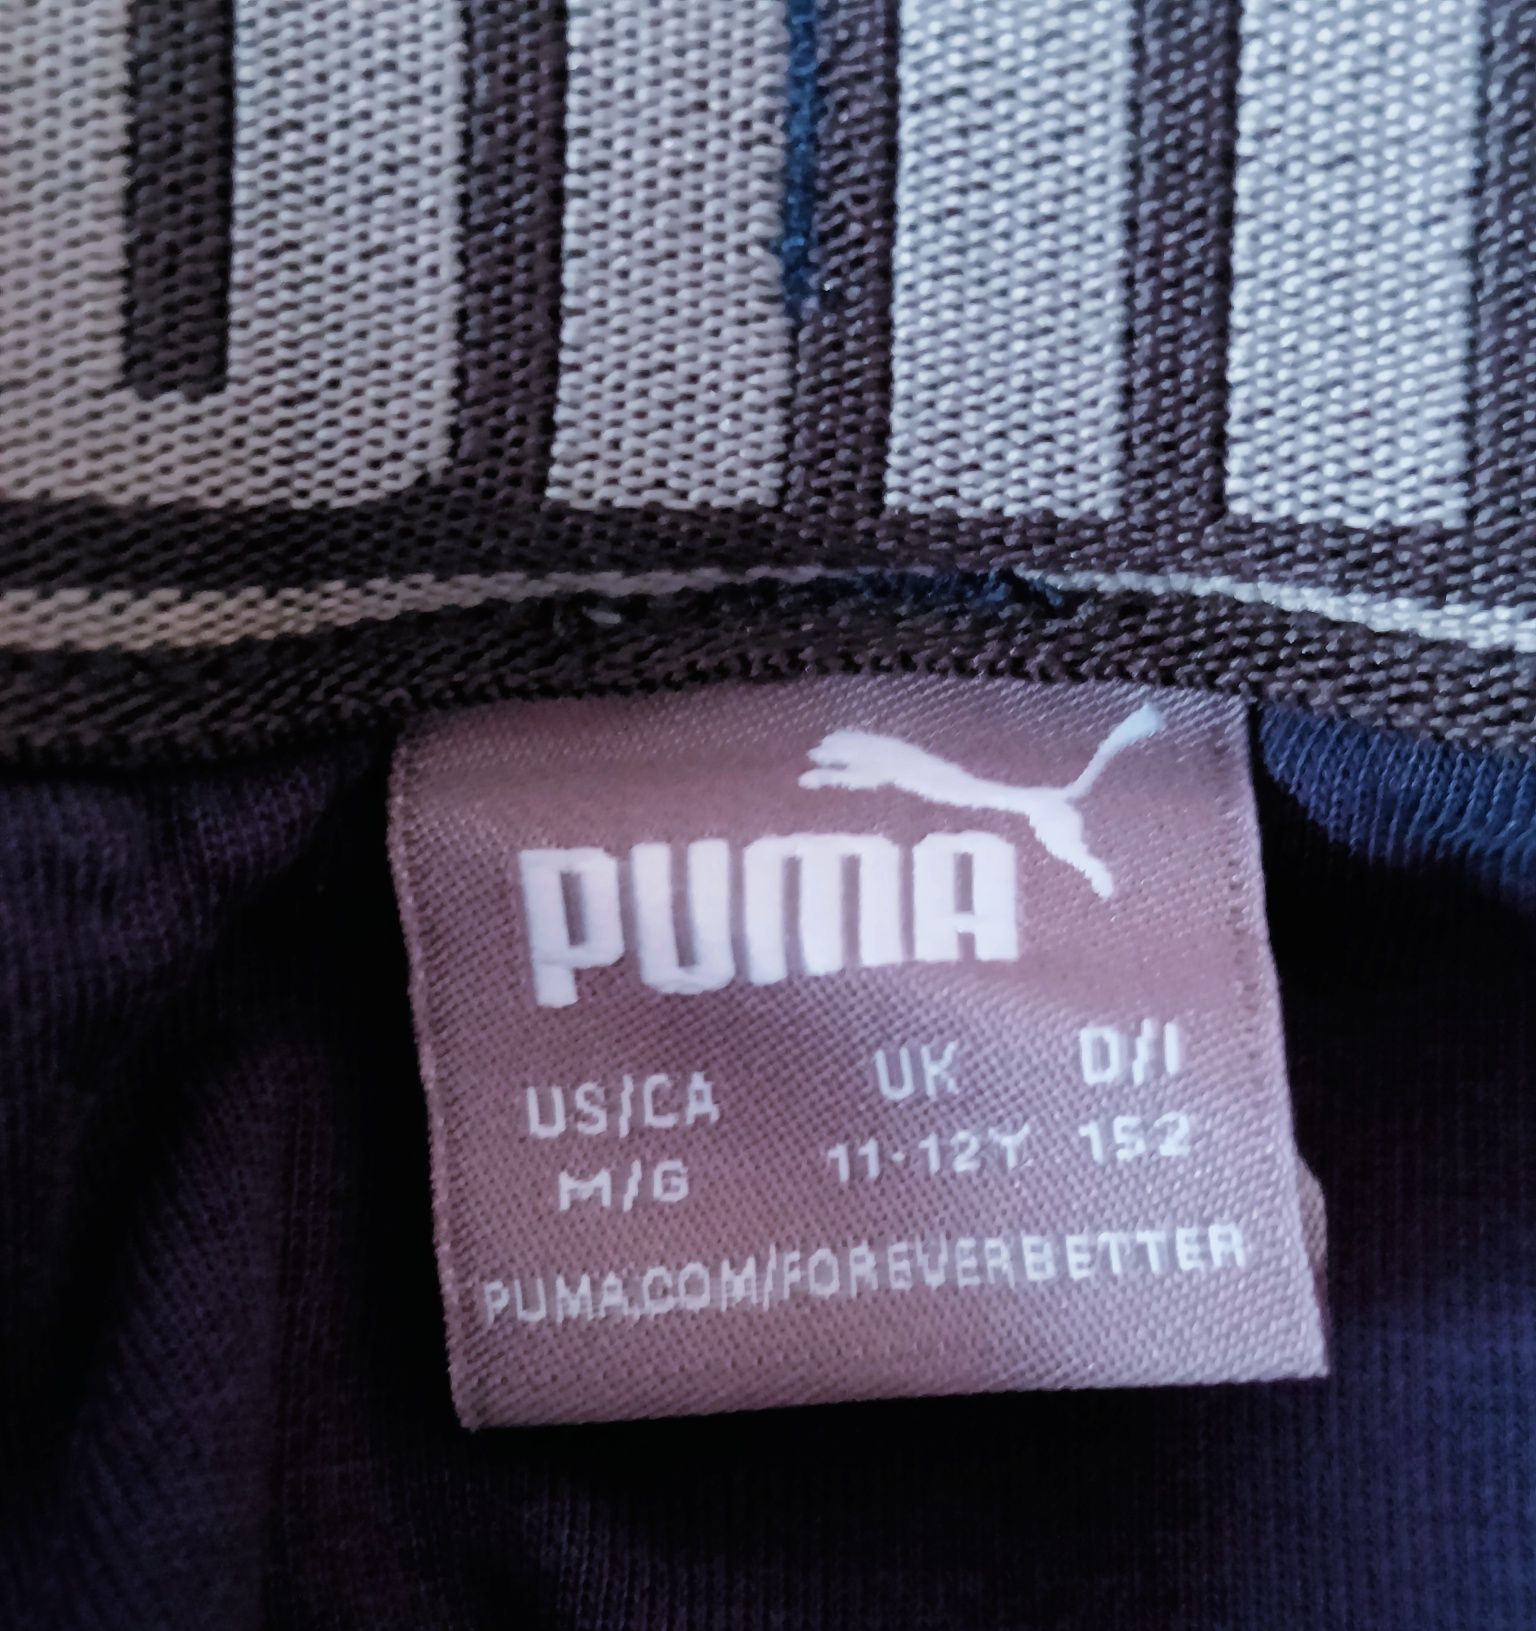 PUMA
US/CA UK D/I
M/G 11-12Y 152
PUMA.COM/FOREVERBETTER